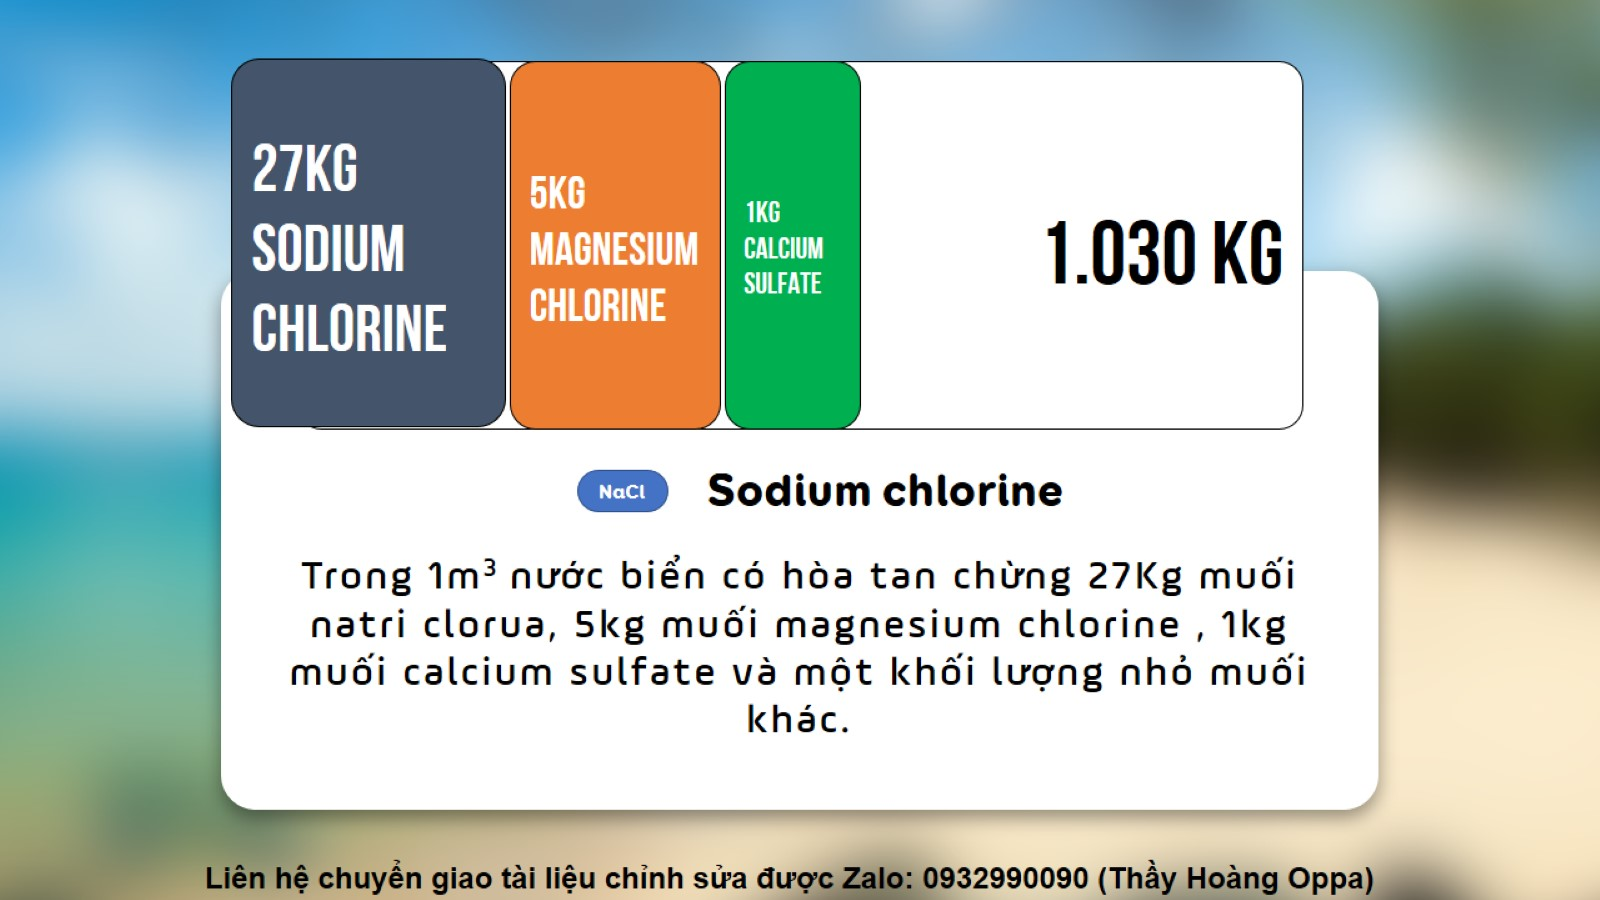 27KG
SODIUM
CHLORINE
5KG
MAGNESIUM
CHLORINE
1KG
CALCIUM
SULFATE
1.030 KG
NaCl
Sodium chlorine
Trong 1m³ nước biển có hòa tan chừng 27Kg muối
natri clorua, 5kg muối magnesium chlorine , 1kg
muối calcium sulfate và một khối lượng nhỏ muối
khác.
Liên hệ chuyển giao tài liệu chỉnh sửa được Zalo: 0932990090 (Thầy Hoàng Oppa)